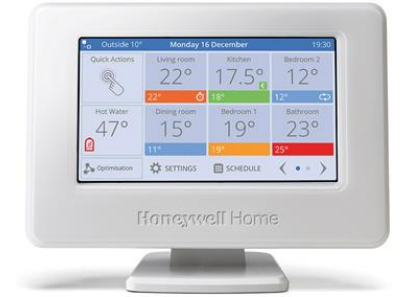 Outside 10° Monday 16 December 19:30
Quick Actions Living room Kitchen Bedroom 2
22° 17.5° 12°
22° 18° 12°
Hot Water Dining room Bedroom 1 Bathroom
47° 15° 19° 23°
11° 19° 25°
Optimisation SETTINGS SCHEDULE
Honeywell Home